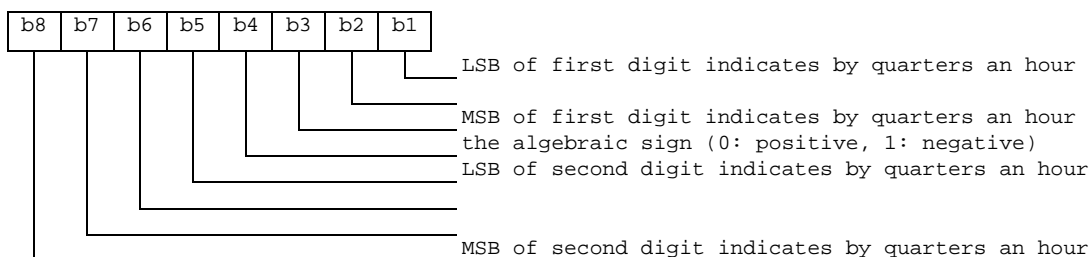 b8 b7 b6 b5 b4 b3 b2 b1
LSB of first digit indicates by quarters an hour
MSB of first digit indicates by quarters an hour
the algebraic sign (0: positive, 1: negative)
LSB of second digit indicates by quarters an hour
MSB of second digit indicates by quarters an hour